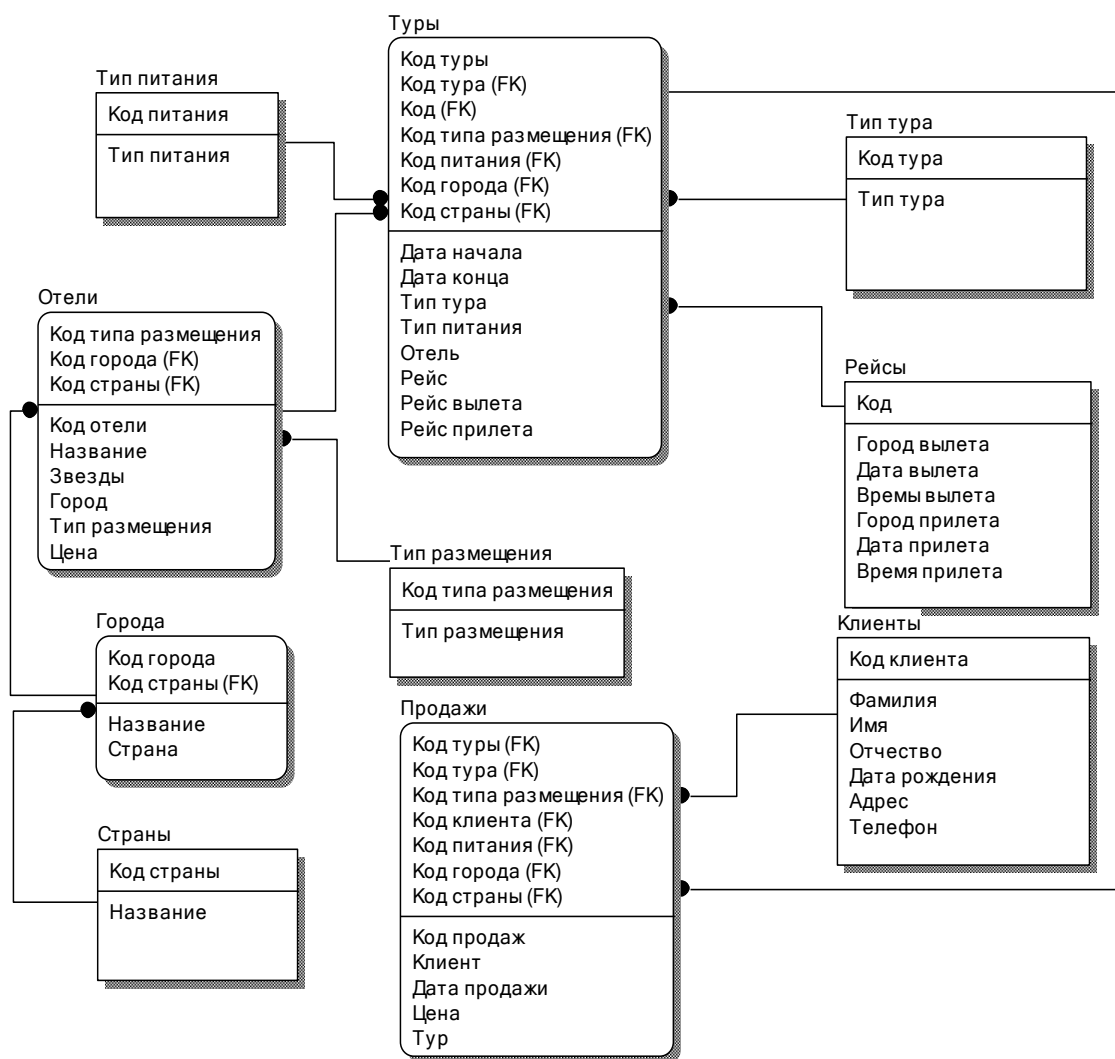 Туры
Код туры
Код тура (FK)
Код (FK)
Код типа размещения (FK)
Код питания (FK)
Код города (FK)
Код страны (FK)
Дата начала
Дата конца
Тип тура
Тип питания
Отель
Рейс
Рейс вылета
Рейс прилета
Тип питания
Код питания
Тип питания
Тип тура
Код тура
Тип тура
Отели
Код типа размещения
Код города (FK)
Код страны (FK)
Код отели
Название
Звезды
Город
Тип размещения
Цена
Рейсы
Код
Город вылета
Дата вылета
Времы вылета
Город прилета
Дата прилета
Время прилета
Тип размещения
Код типа размещения
Тип размещения
Города
Код города
Код страны (FK)
Название
Страна
Клиенты
Код клиента
Фамилия
Имя
Отчество
Дата рождения
Адрес
Телефон
Продажи
Код туры (FK)
Код тура (FK)
Код типа размещения (FK)
Код клиента (FK)
Код питания (FK)
Код города (FK)
Код страны (FK)
Код продаж
Клиент
Дата продажи
Цена
Тур
Страны
Код страны
Название